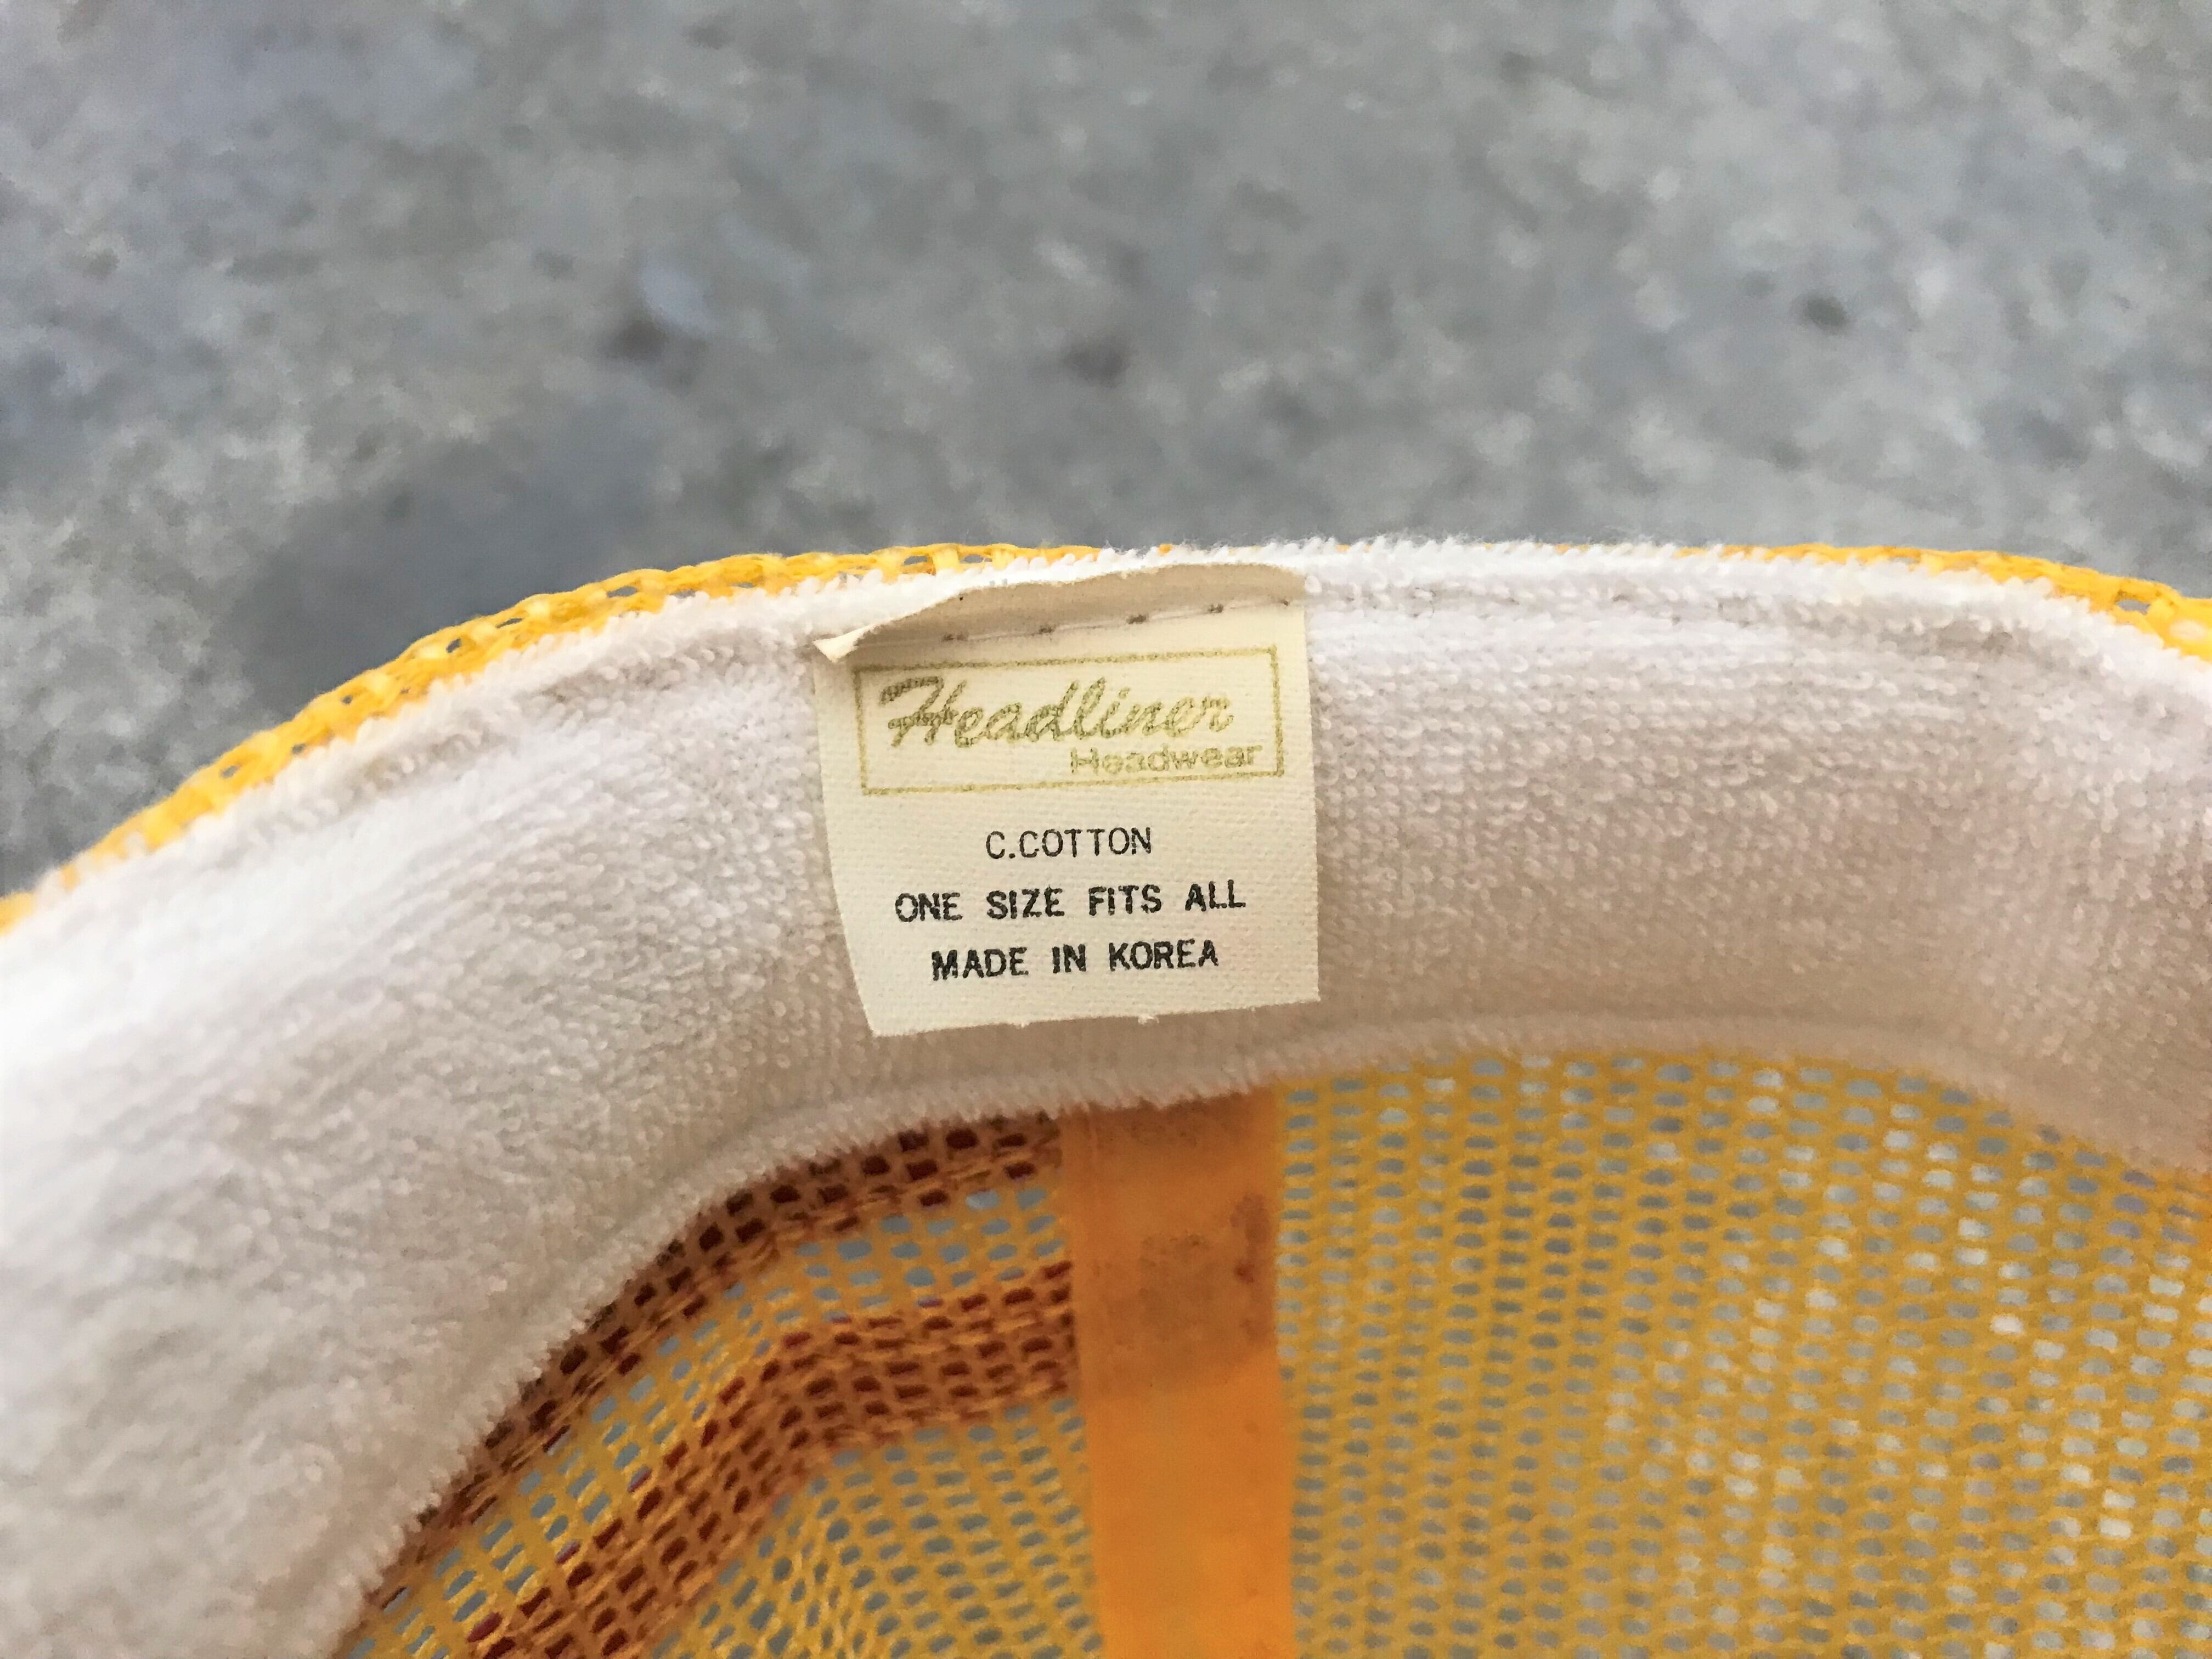 Headliner
Headwear
C.COTTON
ONE SIZE FITS ALL
MADE IN KOREA